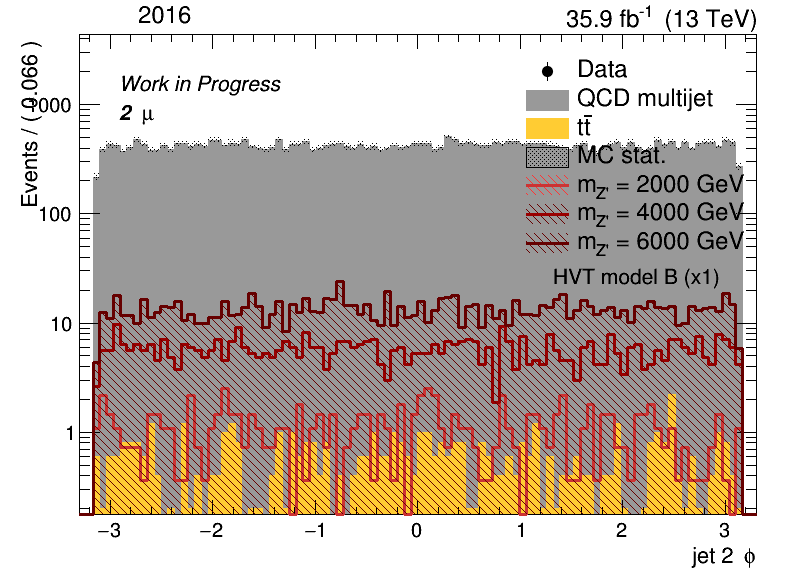 2016 35.9 fb⁻¹ (13 TeV)
Events / ( 0.066 )
Work in Progress
2 μ
Data
QCD multijet
tt̄
MC stat.
m_Z' = 2000 GeV
m_Z' = 4000 GeV
m_Z' = 6000 GeV
HVT model B (x1)
1000
100
10
1
−3 −2 −1 0 1 2 3
jet 2 ϕ